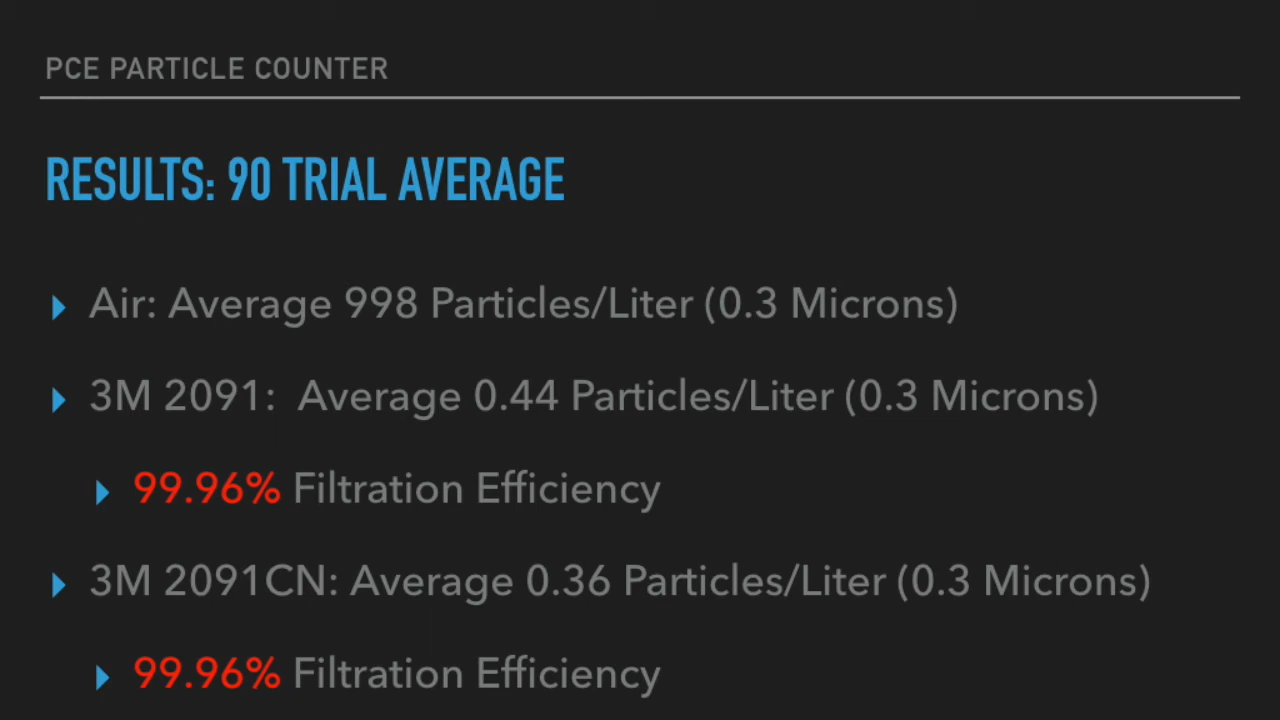 PCE PARTICLE COUNTER
RESULTS: 90 TRIAL AVERAGE
Air: Average 998 Particles/Liter (0.3 Microns)
3M 2091:  Average 0.44 Particles/Liter (0.3 Microns)
99.96% Filtration Efficiency
3M 2091CN: Average 0.36 Particles/Liter (0.3 Microns)
99.96% Filtration Efficiency